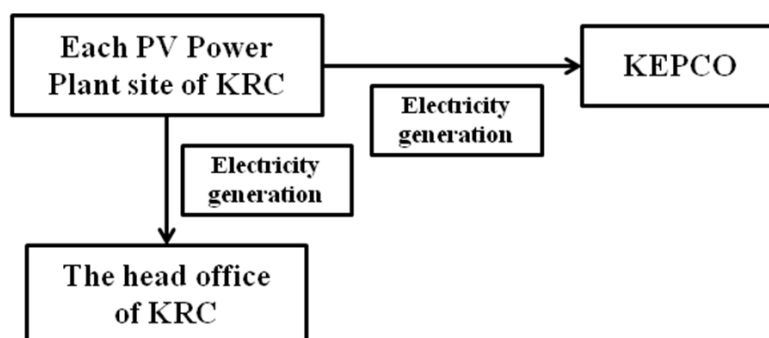 Each PV Power
Plant site of KRC
KEPCO
Electricity
generation
Electricity
generation
The head office
of KRC